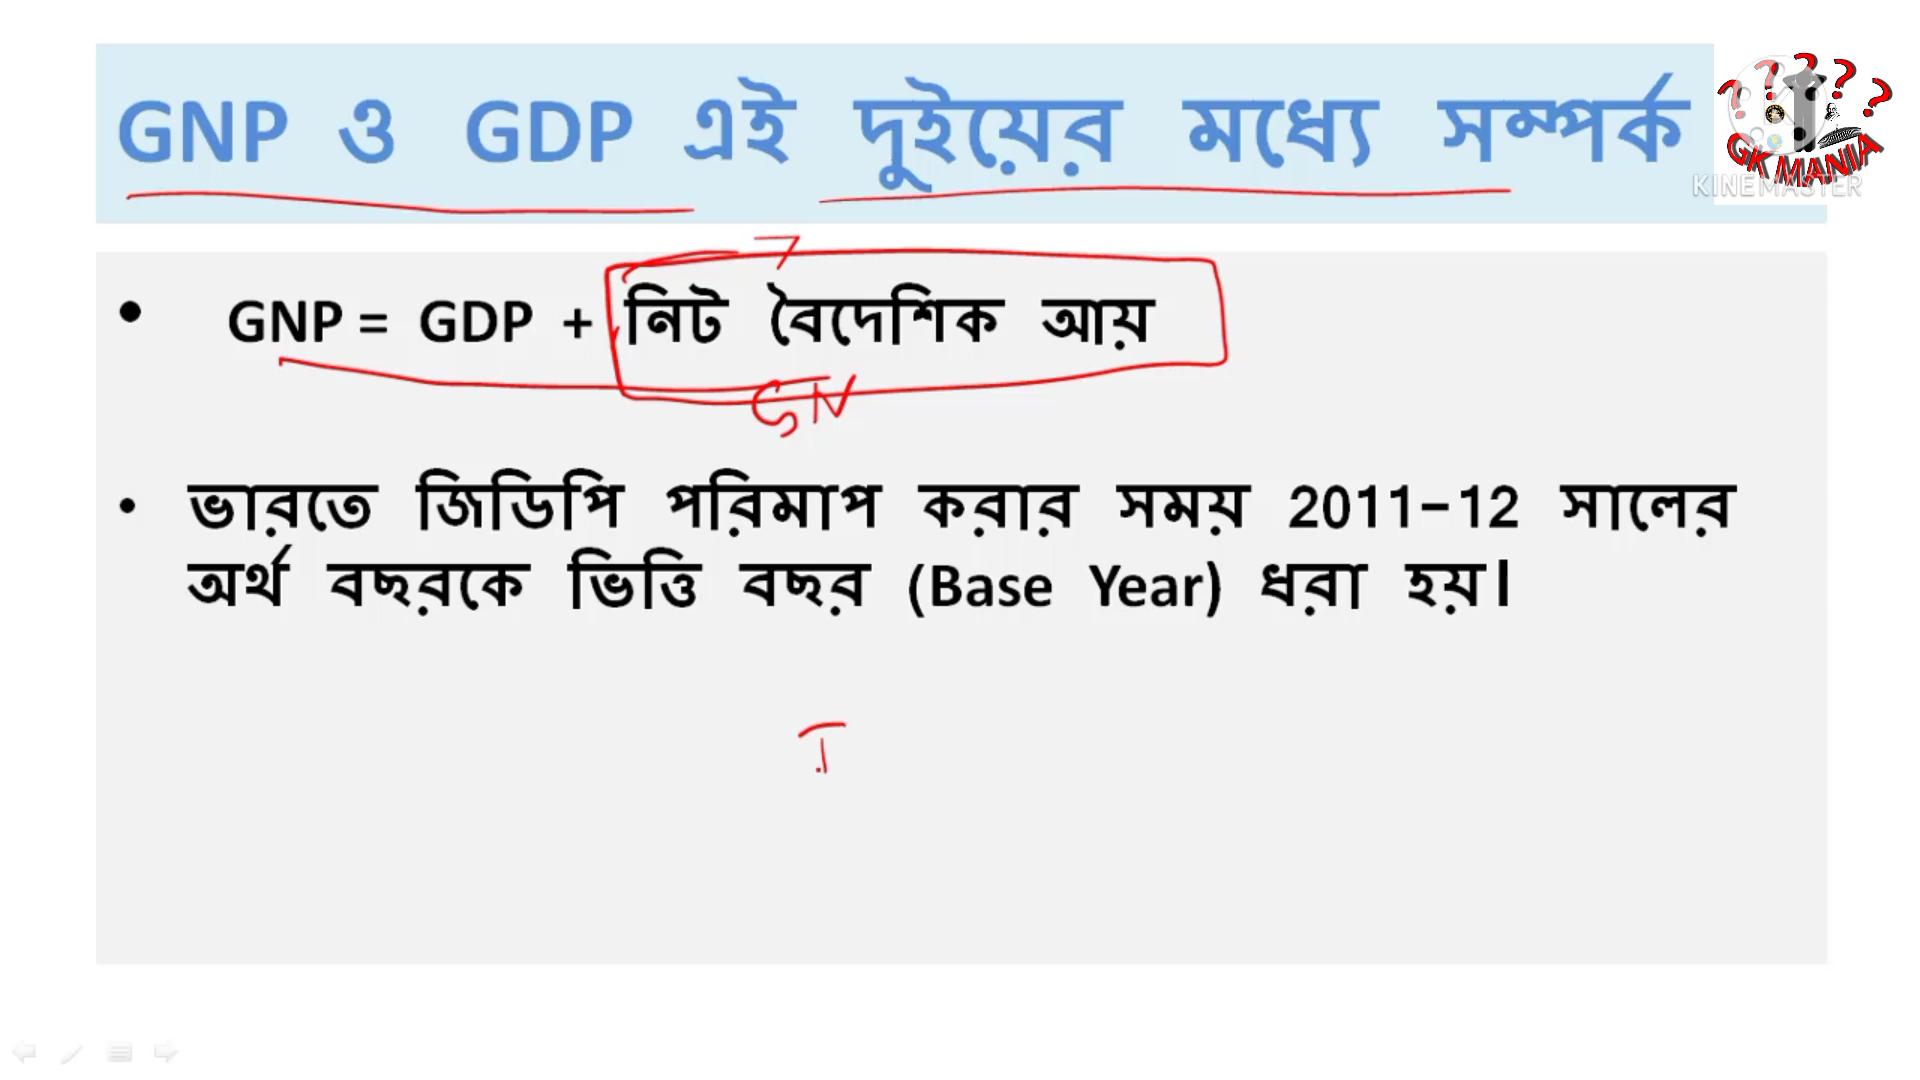 GNP ও GDP এই দুইয়ের মধ্যে সম্পর্ক
GK MANIA
KINEMASTER
• GNP = GDP + নিট বৈদেশিক আয়
GN
• ভারতে জিডিপি পরিমাপ করার সময় 2011-12 সালের
অর্থ বছরকে ভিত্তি বছর (Base Year) ধরা হয়।